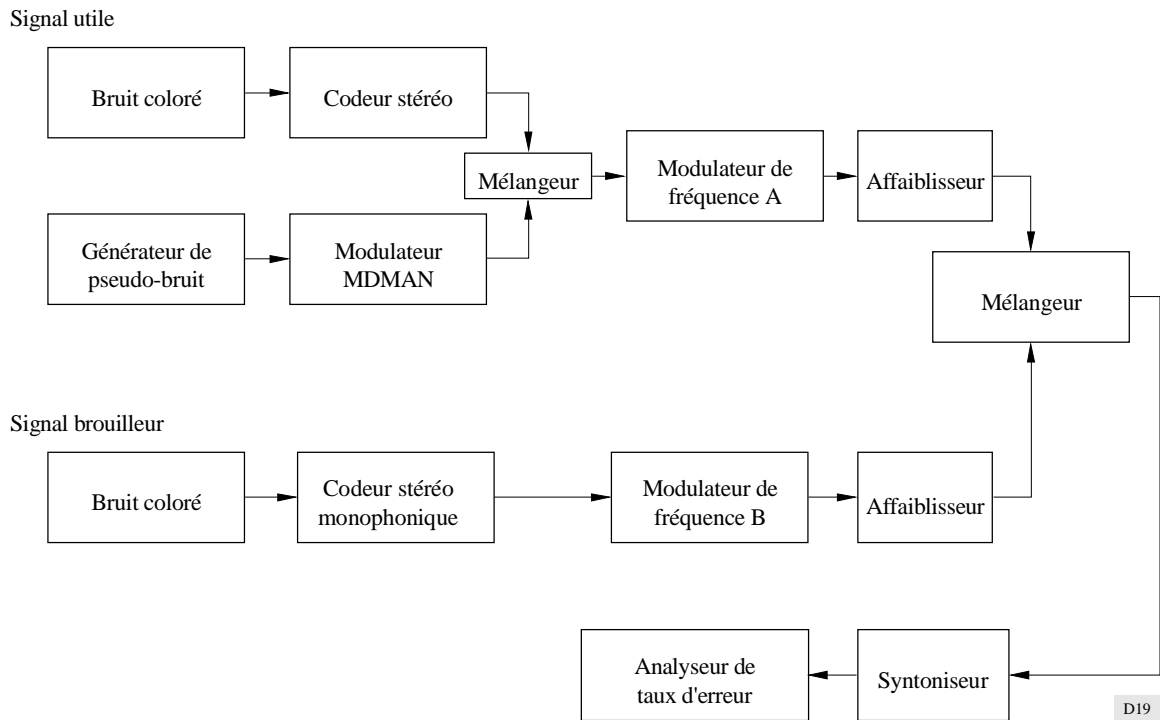 Signal utile
Bruit coloré
Codeur stéréo
Mélangeur
Modulateur de
fréquence A
Affaiblisseur
Générateur de
pseudo-bruit
Modulateur
MDMAN
Mélangeur
Signal brouilleur
Bruit coloré
Codeur stéréo
monophonique
Modulateur de
fréquence B
Affaiblisseur
Analyseur de
taux d'erreur
Syntoniseur
D19